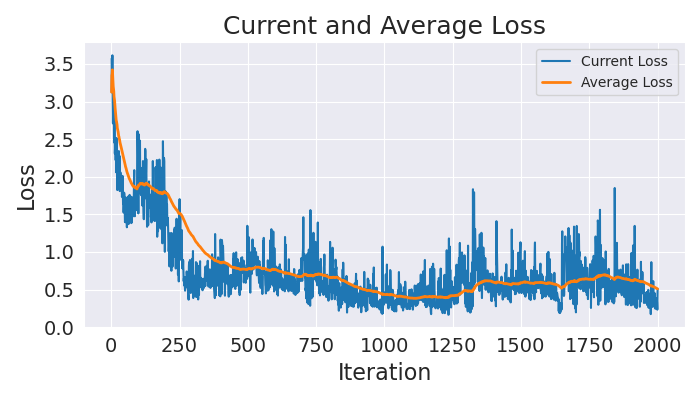 Current and Average Loss
Current Loss
Average Loss
3.5
3.0
2.5
2.0
1.5
1.0
0.5
0.0
Loss
0 250 500 750 1000 1250 1500 1750 2000
Iteration